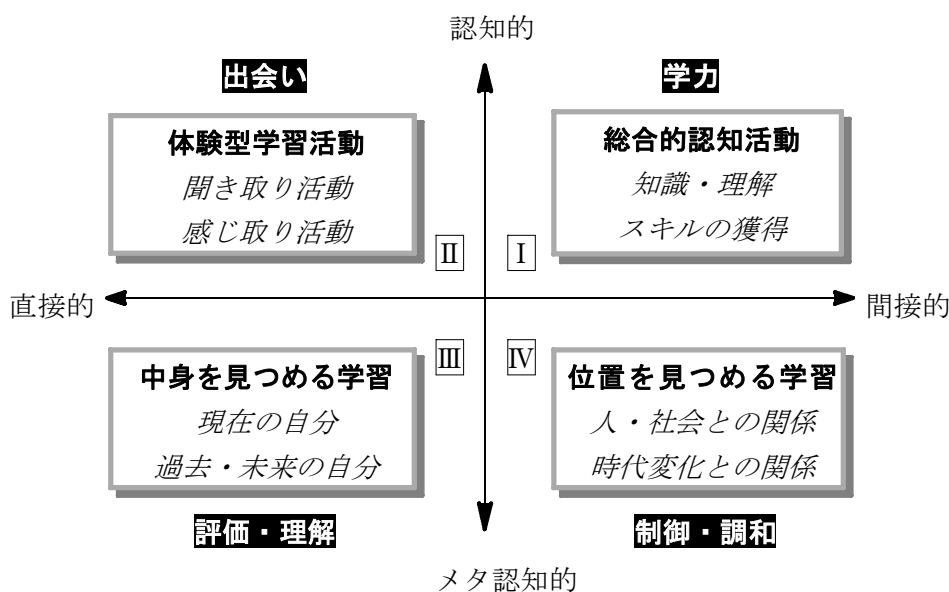 認知的
出会い
学力
体験型学習活動
聞き取り活動
感じ取り活動
総合的認知活動
知識・理解
スキルの獲得
Ⅱ
Ⅰ
直接的
間接的
中身を見つめる学習
現在の自分
過去・未来の自分
Ⅲ
Ⅳ
位置を見つめる学習
人・社会との関係
時代変化との関係
評価・理解
制御・調和
メタ認知的